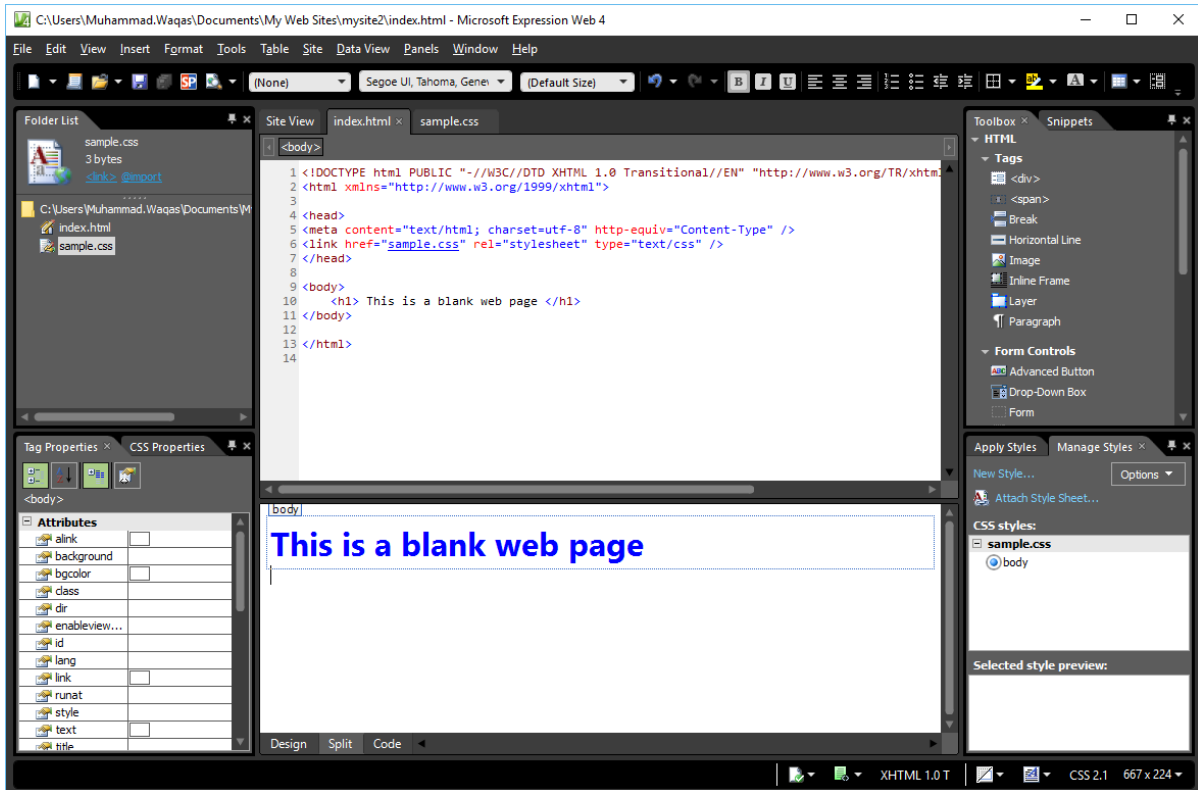 C:\Users\Muhammad.Waqas\Documents\My Web Sites\mysite2\index.html - Microsoft Expression Web 4
File Edit View Insert Format Tools Table Site Data View Panels Window Help
(None) Segoe UI, Tahoma, Gene (Default Size) B I U A
Folder List
sample.css
3 bytes
<link> @import
C:\Users\Muhammad.Waqas\Documents\M
index.html
sample.css
Site View index.html × sample.css
<body>
1 <!DOCTYPE html PUBLIC "-//W3C//DTD XHTML 1.0 Transitional//EN" "http://www.w3.org/TR/xhtml
2 <html xmlns="http://www.w3.org/1999/xhtml">
3
4 <head>
5 <meta content="text/html; charset=utf-8" http-equiv="Content-Type" />
6 <link href="sample.css" rel="stylesheet" type="text/css" />
7 </head>
8
9 <body>
10 <h1> This is a blank web page </h1>
11 </body>
12
13 </html>
14
Toolbox × Snippets
HTML
Tags
<div>
<span>
Break
Horizontal Line
Image
Inline Frame
Layer
Paragraph
Form Controls
Advanced Button
Drop-Down Box
Form
Tag Properties × CSS Properties
<body>
Attributes
alink
background
bgcolor
class
dir
enableview...
id
lang
link
runat
style
text
title
body
This is a blank web page
Design Split Code
Apply Styles Manage Styles ×
New Style... Options
Attach Style Sheet...
CSS styles:
sample.css
body
Selected style preview:
XHTML 1.0 T CSS 2.1 667 x 224